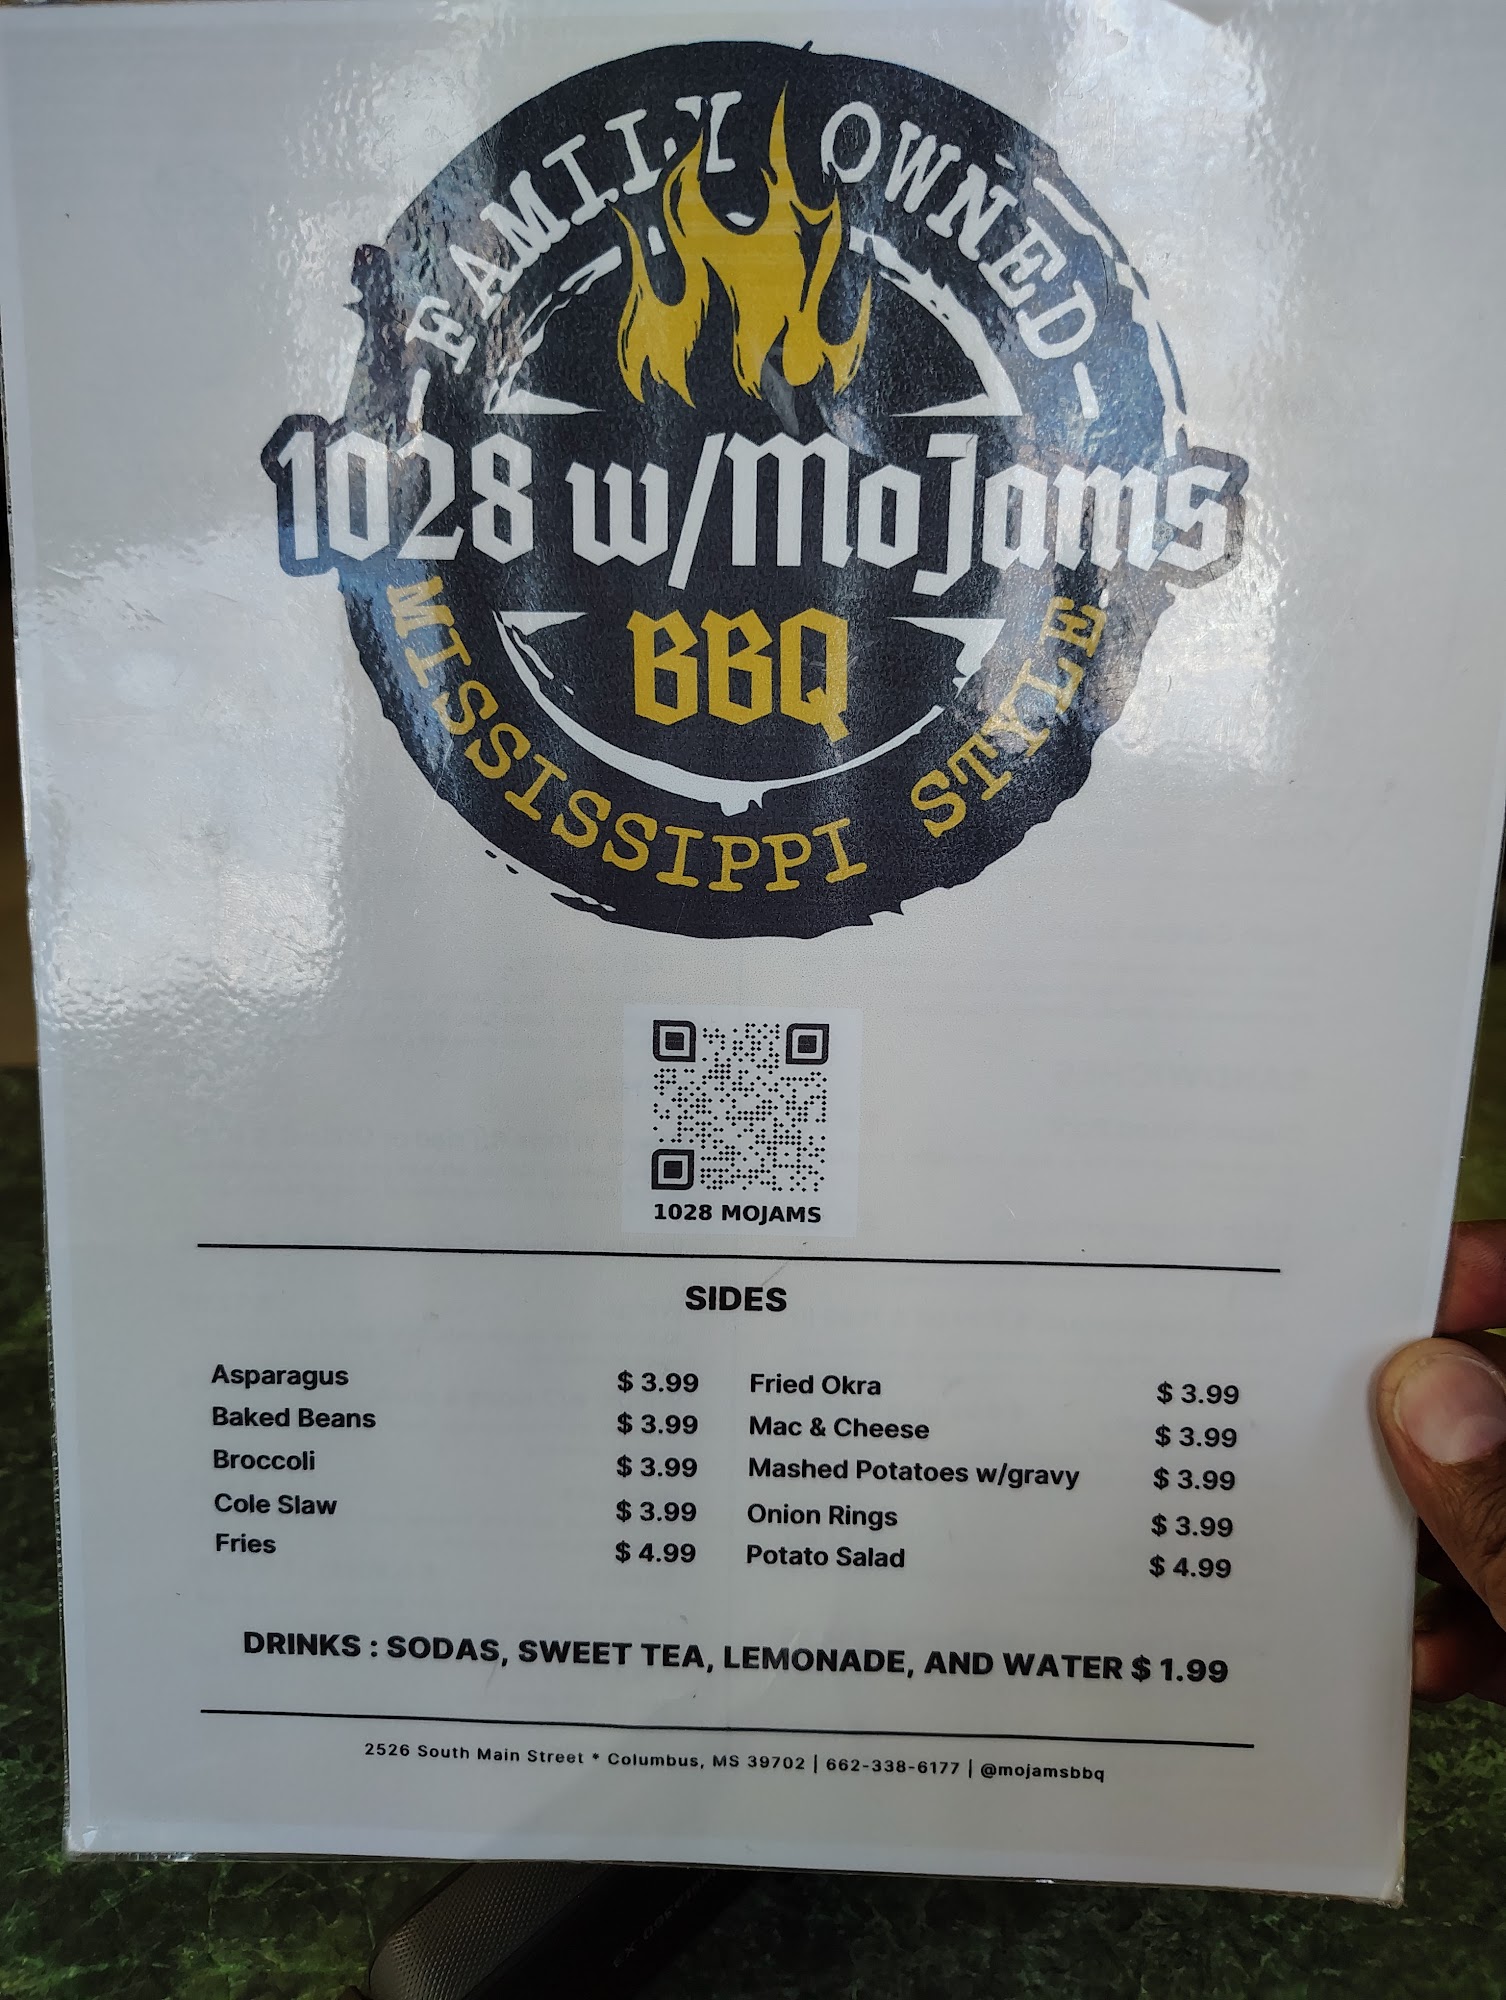 FAMILY OWNED
1028 w/MoJams
BBQ
MISSISSIPPI STYLE
1028 MOJAMS
SIDES
Asparagus $ 3.99 Fried Okra $ 3.99
Baked Beans $ 3.99 Mac & Cheese $ 3.99
Broccoli $ 3.99 Mashed Potatoes w/gravy $ 3.99
Cole Slaw $ 3.99 Onion Rings $ 3.99
Fries $ 4.99 Potato Salad $ 4.99
DRINKS : SODAS, SWEET TEA, LEMONADE, AND WATER $ 1.99
2526 South Main Street * Columbus, MS 39702 | 662-338-6177 | @mojamsbbq